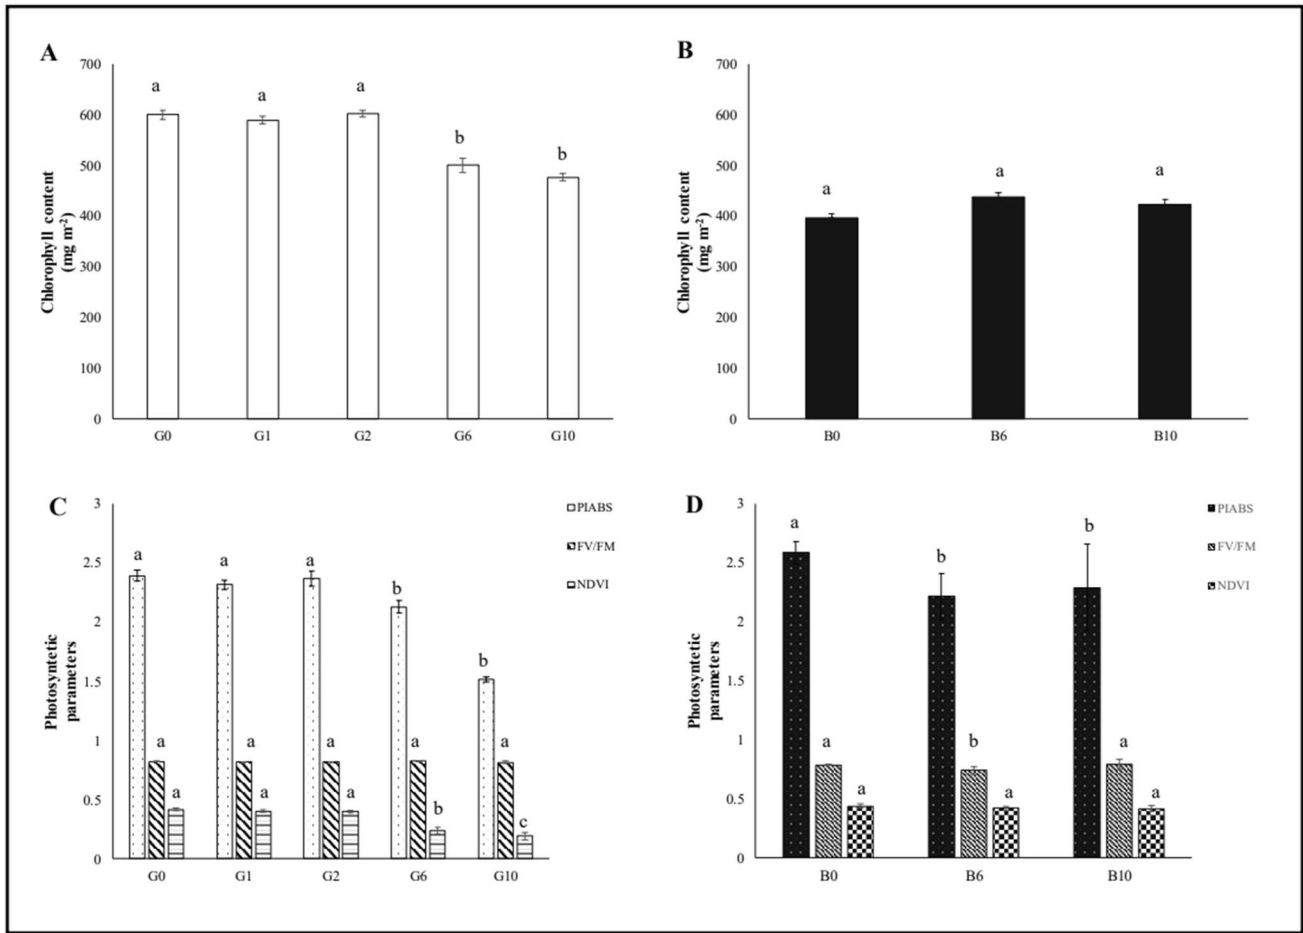 A
700
600
500
400
300
200
100
0
Chlorophyll content
(mg m-2)
a
a
a
b
b
G0
G1
G2
G6
G10
B
700
600
500
400
300
200
100
0
Chlorophyll content
(mg m-2)
a
a
a
B0
B6
B10
C
3
2.5
2
1.5
1
0.5
0
Photosyntetic
parameters
a
a
a
a
a
a
a
a
a
b
a
b
b
a
c
G0
G1
G2
G6
G10
PIABS
FV/FM
NDVI
D
3
2.5
2
1.5
1
0.5
0
Photosyntetic
parameters
a
a
a
b
b
a
b
a
a
B0
B6
B10
PIABS
FV/FM
NDVI